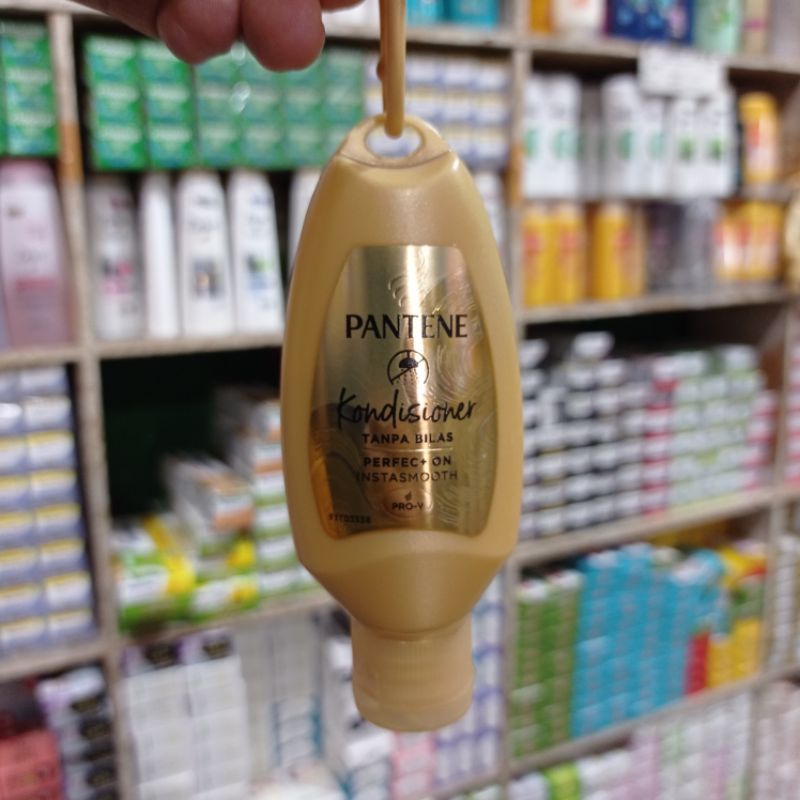 PANTENE
Kondisioner
TANPA BILAS
PERFEC+ ON
INSTASMOOTH
PRO-V